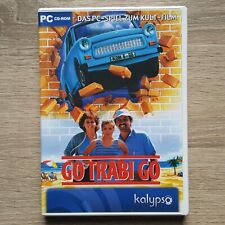 PC CD-ROM
DAS PC-SPIEL ZUM KULT-FILM
GO TRABI GO
kalypso